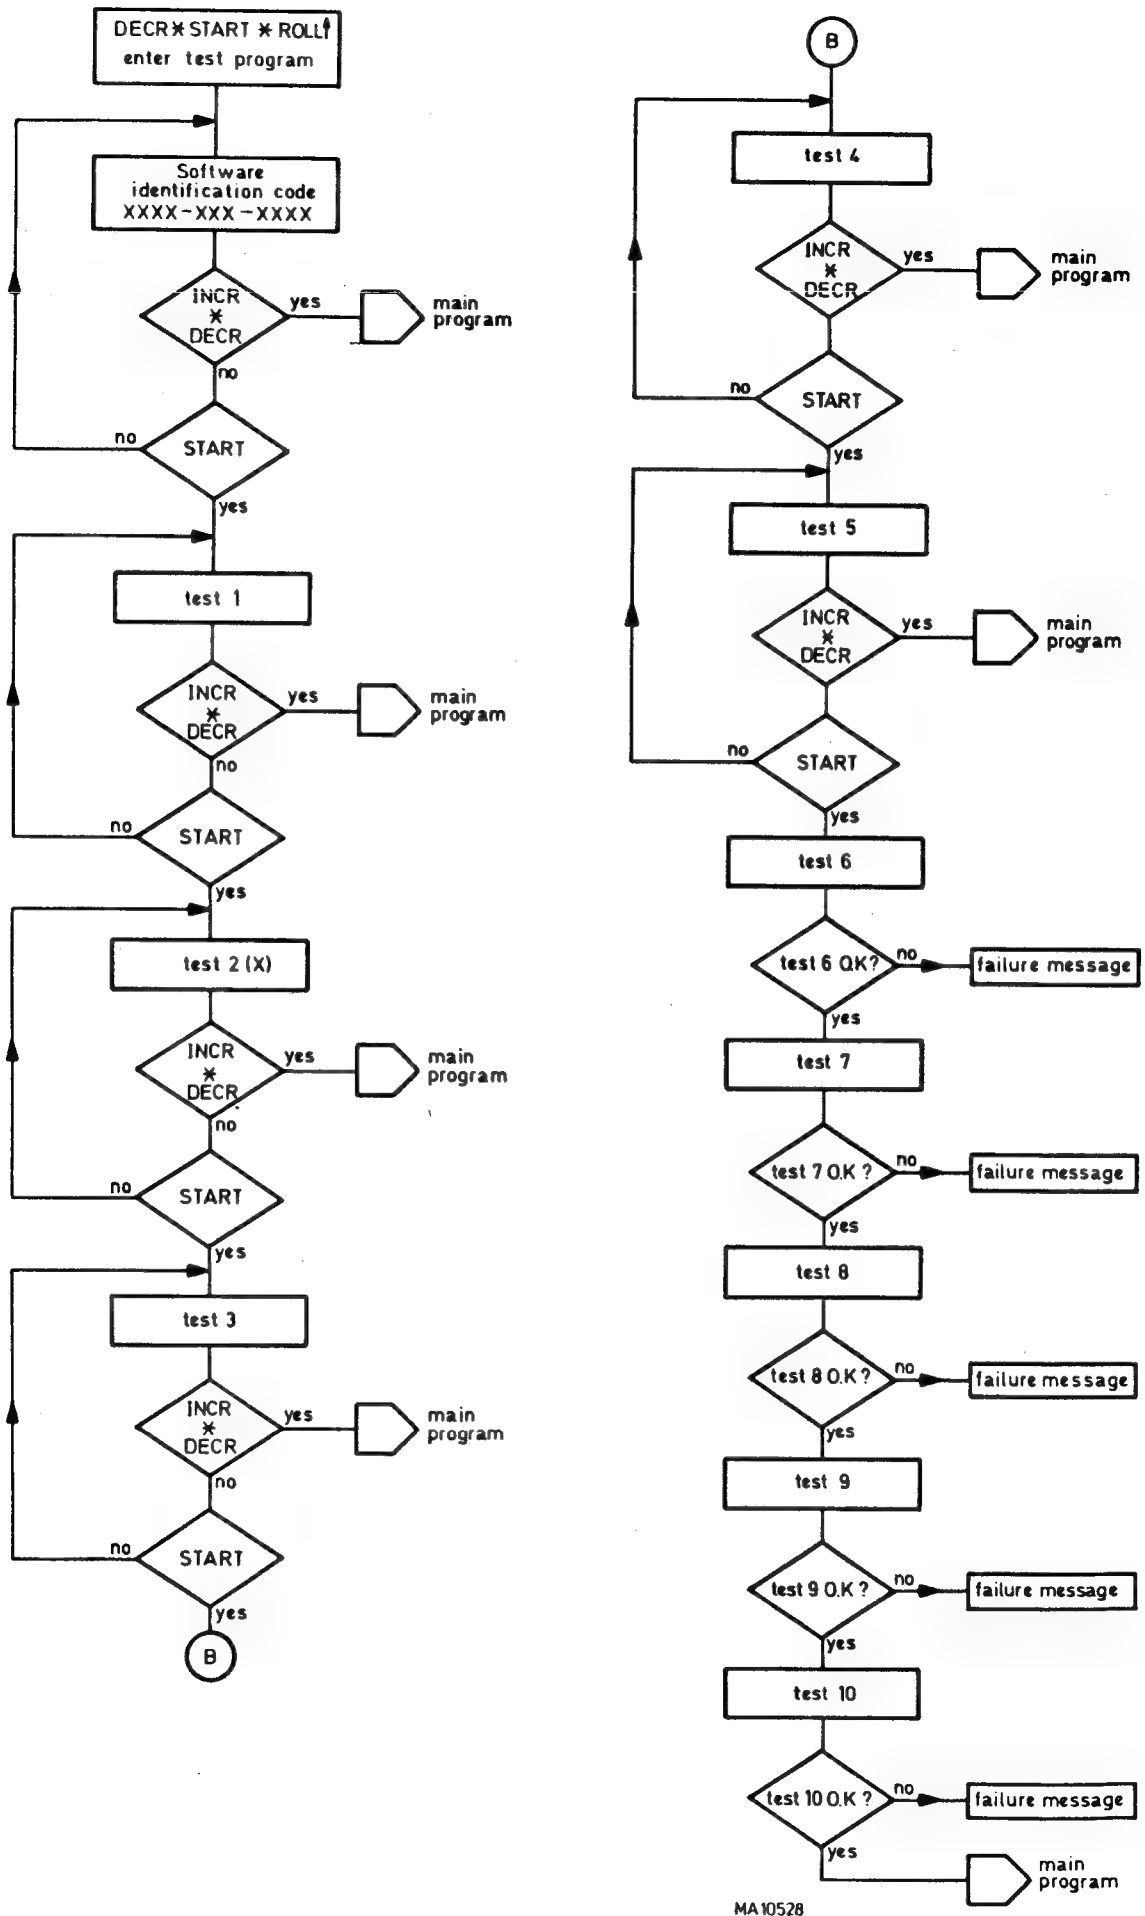 DECR*START *ROLL↑
enter test program
Software
identification code
XXXX-XXX-XXXX
INCR
*
DECR
yes
main
program
no
START
no
yes
test 1
INCR
*
DECR
yes
main
program
no
START
no
yes
test 2 (X)
INCR
*
DECR
yes
main
program
no
START
no
yes
test 3
INCR
*
DECR
yes
main
program
no
START
no
yes
B
B
test 4
INCR
*
DECR
yes
main
program
no
START
yes
test 5
INCR
*
DECR
yes
main
program
no
START
yes
test 6
test 6 O.K?
no
failure message
yes
test 7
test 7 O.K ?
no
failure message
yes
test 8
test 8 O.K ?
no
failure message
yes
test 9
test 9 O.K ?
no
failure message
yes
test 10
test 10 O.K ?
no
failure message
yes
main
program
MA10528